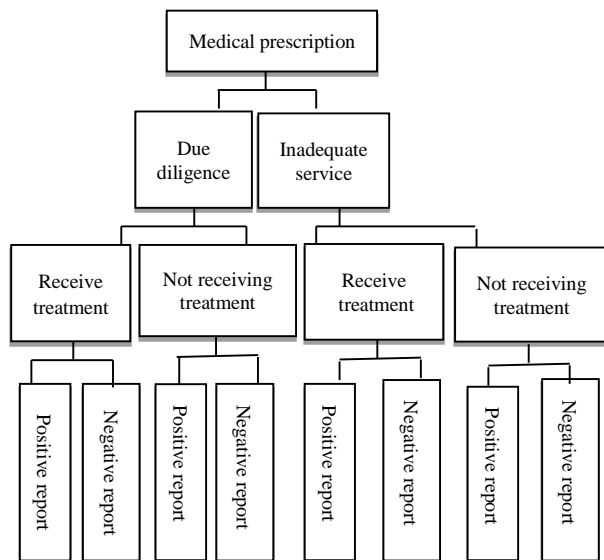 Medical prescription
Due
diligence
Inadequate
service
Receive
treatment
Not receiving
treatment
Receive
treatment
Not receiving
treatment
Positive report
Negative report
Positive report
Negative report
Positive report
Negative report
Positive report
Negative report